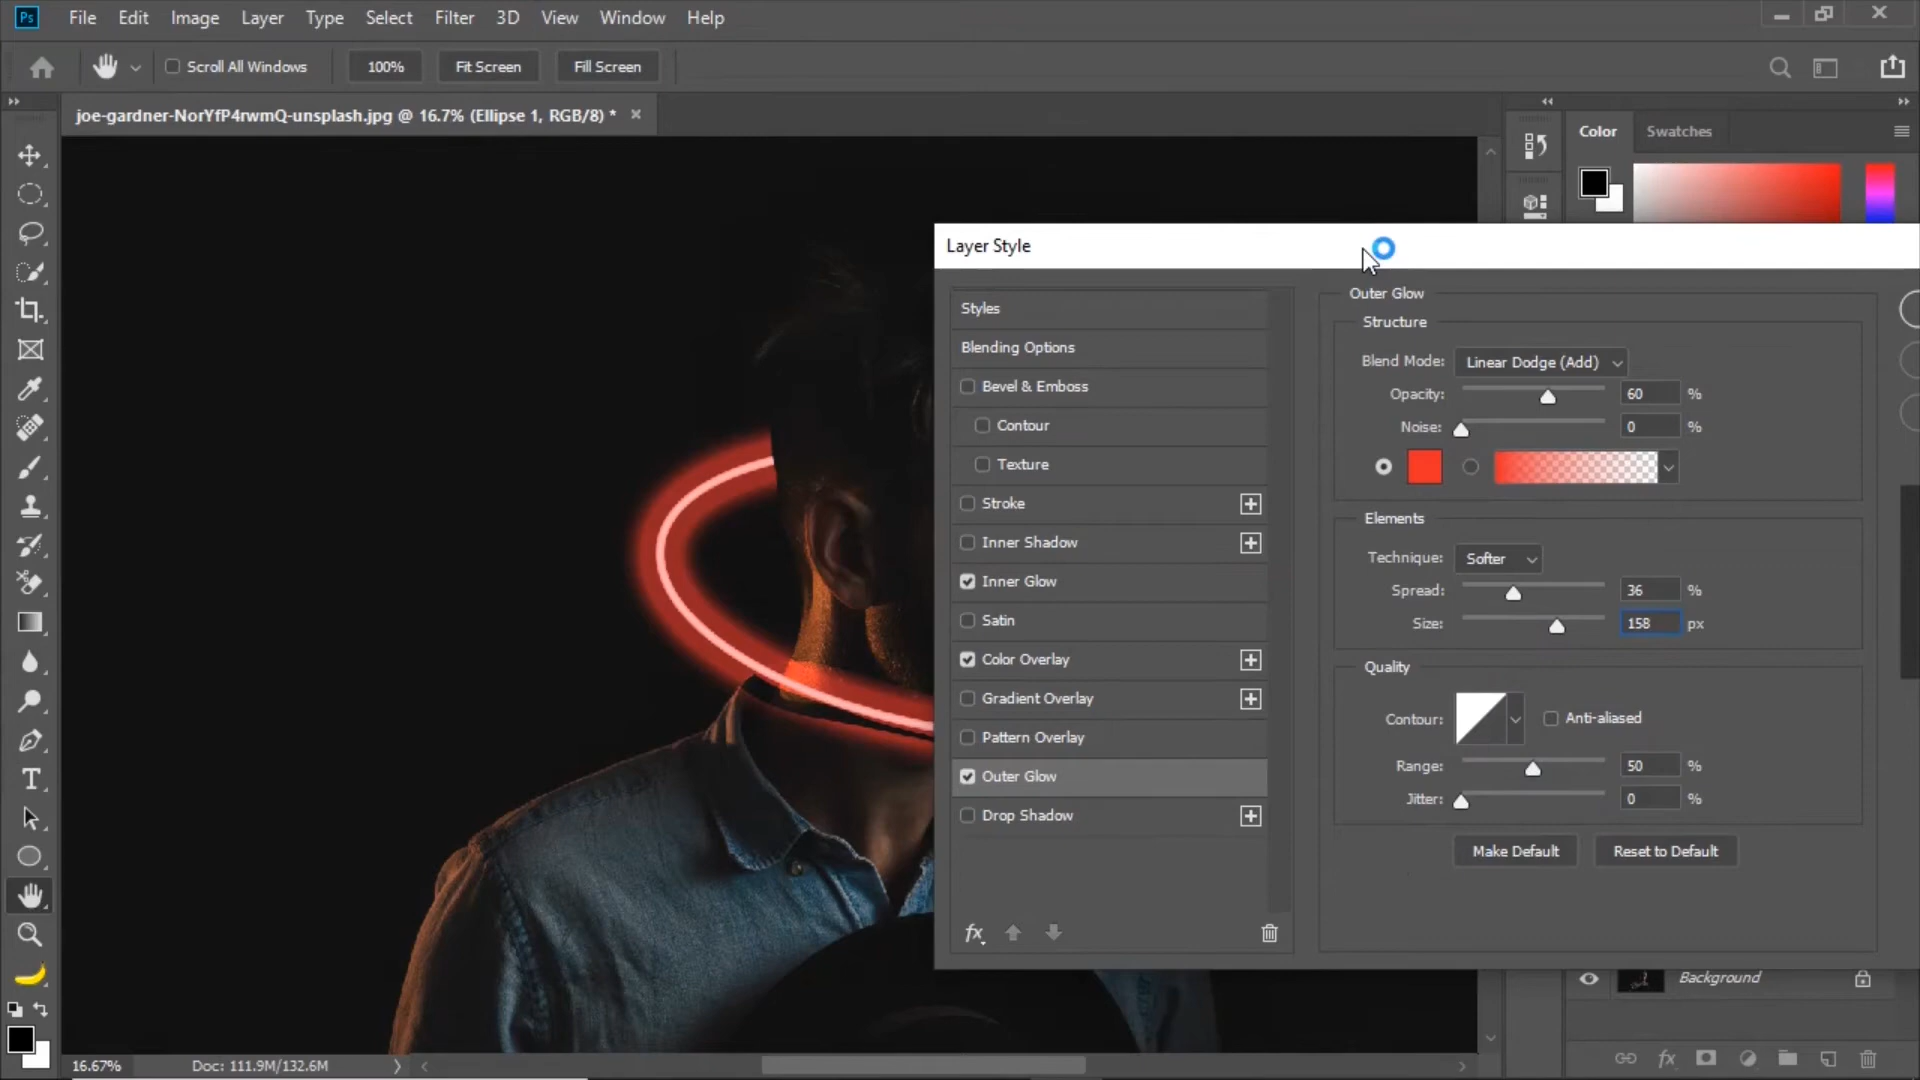 Ps File Edit Image Layer Type Select Filter 3D View Window Help
Scroll All Windows 100% Fit Screen Fill Screen
joe-gardner-NorYfP4rwmQ-unsplash.jpg @ 16.7% (Ellipse 1, RGB/8) *
Color Swatches
Layer Style
Styles
Blending Options
Bevel & Emboss
Contour
Texture
Stroke
Inner Shadow
Inner Glow
Satin
Color Overlay
Gradient Overlay
Pattern Overlay
Outer Glow
Drop Shadow
fx
Outer Glow
Structure
Blend Mode: Linear Dodge (Add)
Opacity: 60 %
Noise: 0 %
Elements
Technique: Softer
Spread: 36 %
Size: 158 px
Quality
Contour: Anti-aliased
Range: 50 %
Jitter: 0 %
Make Default Reset to Default
Background
fx
16.67% Doc: 111.9M/132.6M